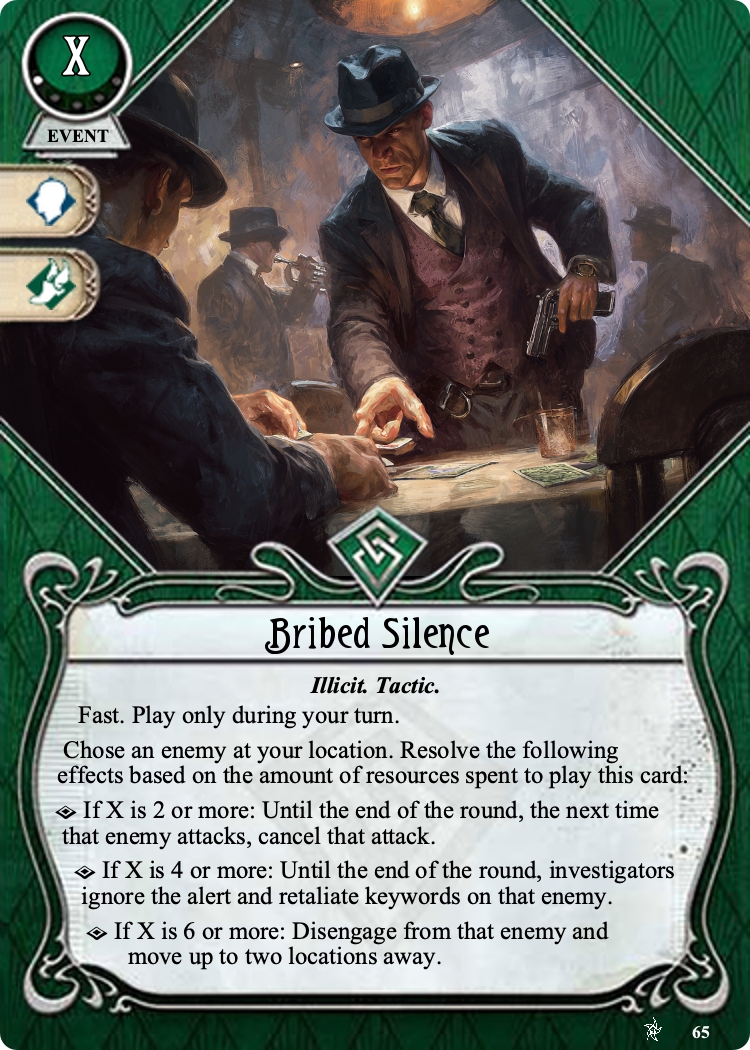 X
EVENT
Bribed Silence
Illicit. Tactic.
Fast. Play only during your turn.
Chose an enemy at your location. Resolve the following
effects based on the amount of resources spent to play this card:
If X is 2 or more: Until the end of the round, the next time
that enemy attacks, cancel that attack.
If X is 4 or more: Until the end of the round, investigators
ignore the alert and retaliate keywords on that enemy.
If X is 6 or more: Disengage from that enemy and
move up to two locations away.
65